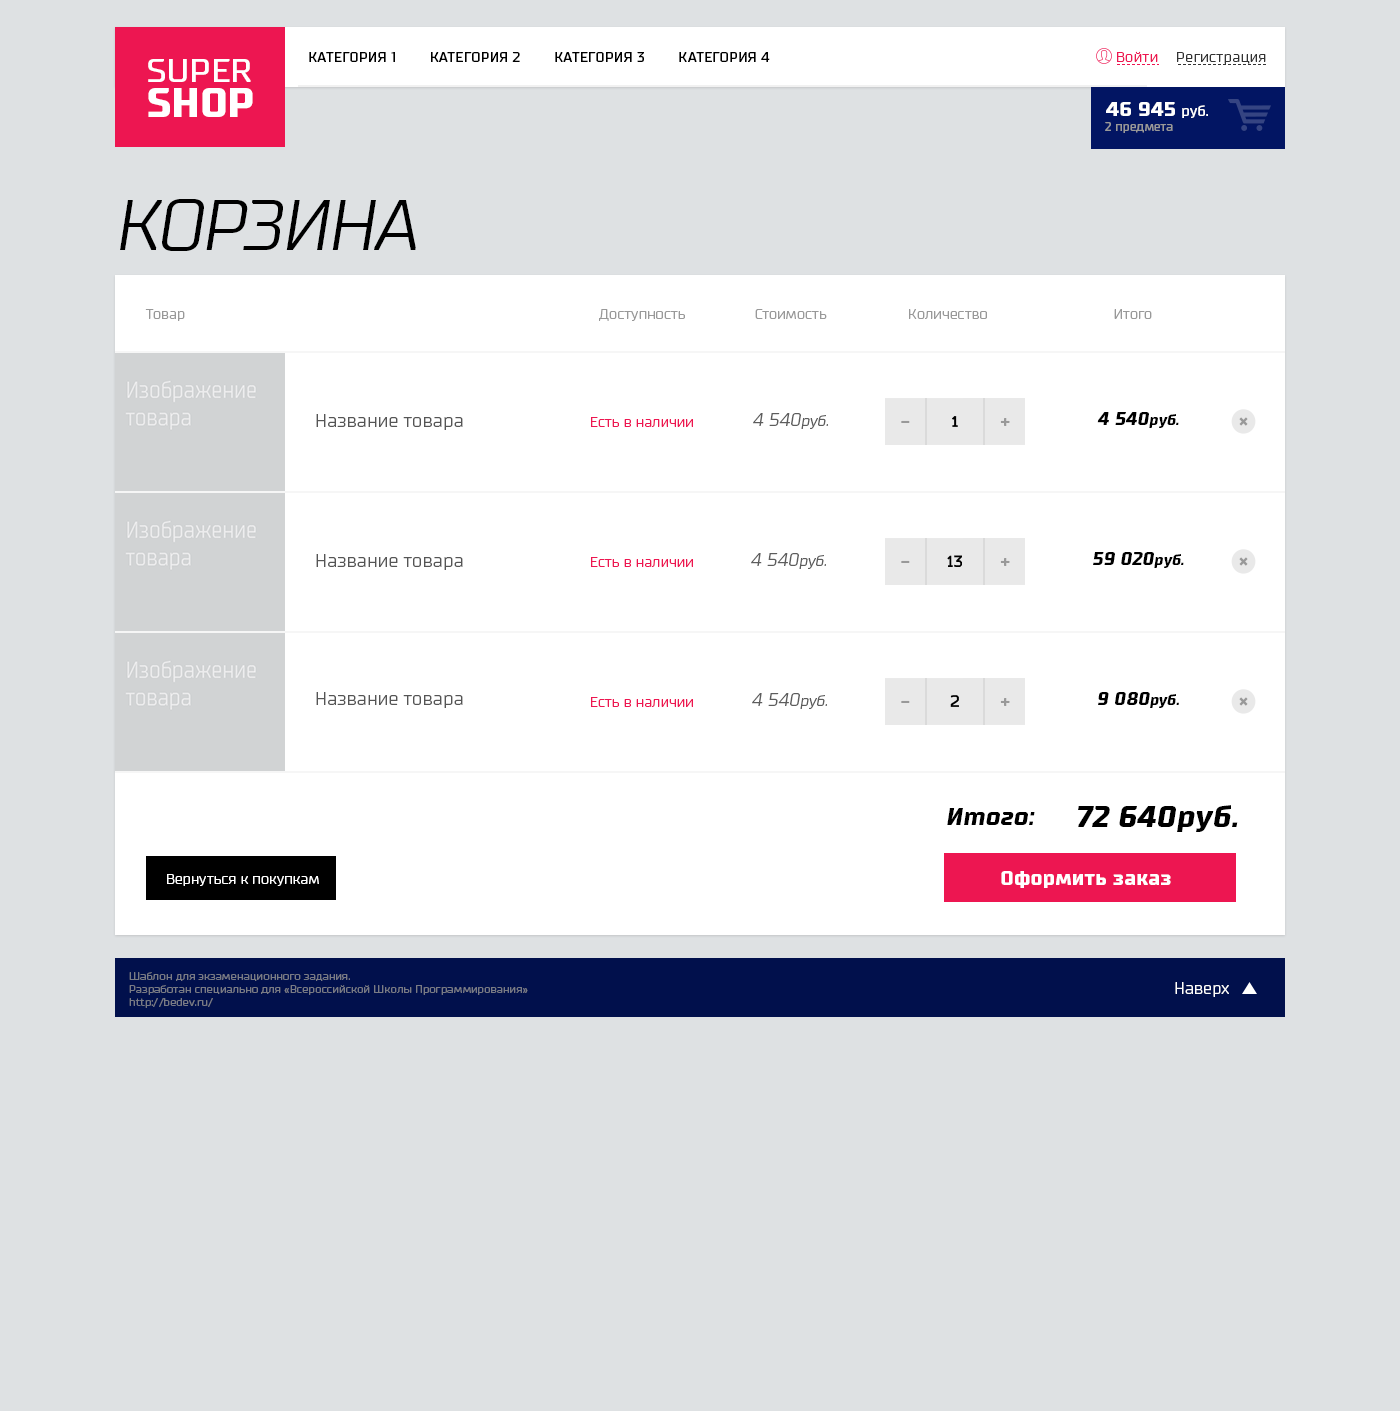 SUPER
SHOP
КАТЕГОРИЯ 1 КАТЕГОРИЯ 2 КАТЕГОРИЯ 3 КАТЕГОРИЯ 4 Войти Регистрация
46 945 руб.
2 предмета
КОРЗИНА
Товар Доступность Стоимость Количество Итого
Изображение
товара
Название товара Есть в наличии 4 540руб. − 1 + 4 540руб.
Изображение
товара
Название товара Есть в наличии 4 540руб. − 13 + 59 020руб.
Изображение
товара
Название товара Есть в наличии 4 540руб. − 2 + 9 080руб.
Итого: 72 640руб.
Вернуться к покупкам Оформить заказ
Шаблон для экзаменационного задания.
Разработан специально для «Всероссийской Школы Программирования»
http://bedev.ru/
Наверх